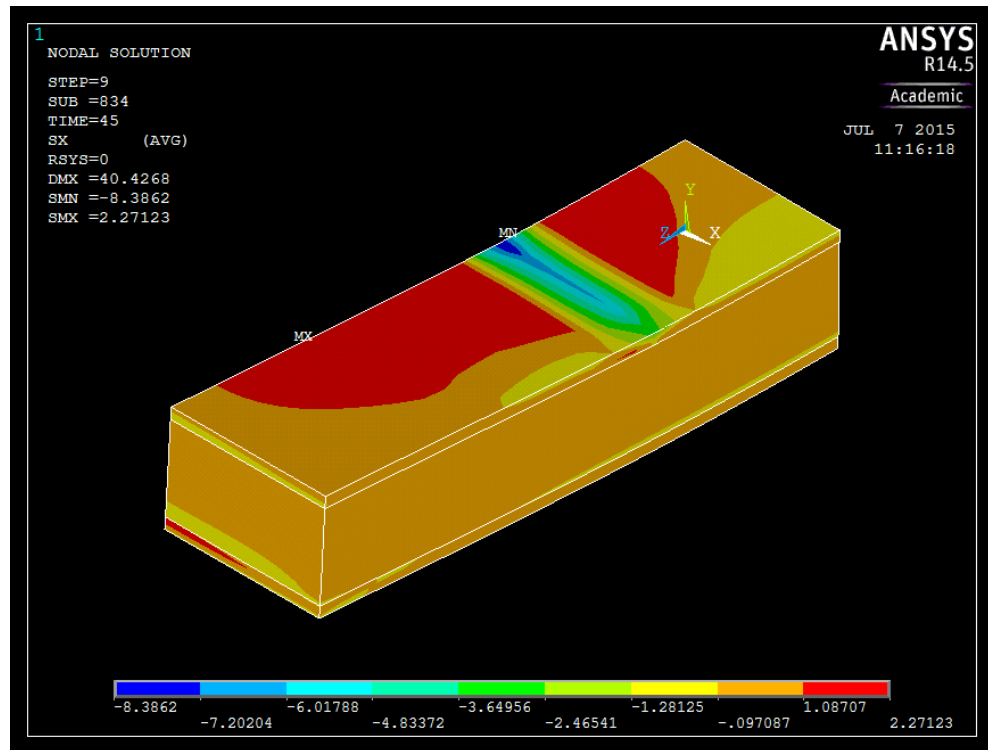 1
NODAL SOLUTION
STEP=9
SUB =834
TIME=45
SX (AVG)
RSYS=0
DMX=40.4268
SMN =-8.3862
SMX =2.27123
ANSYS
R14.5
Academic
JUL 7 2015
11:16:18
Y
MN
Z X
MX
-8.3862 -6.01788 -3.64956 -1.28125 1.08707
-7.20204 -4.83372 -2.46541 -.097087 2.27123